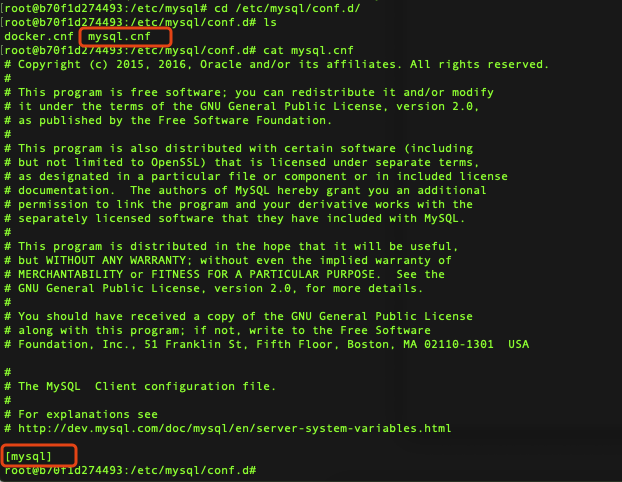 [root@b70f1d274493:/etc/mysql# cd /etc/mysql/conf.d/
[root@b70f1d274493:/etc/mysql/conf.d# ls
docker.cnf  mysql.cnf
[root@b70f1d274493:/etc/mysql/conf.d# cat mysql.cnf
# Copyright (c) 2015, 2016, Oracle and/or its affiliates. All rights reserved.
#
# This program is free software; you can redistribute it and/or modify
# it under the terms of the GNU General Public License, version 2.0,
# as published by the Free Software Foundation.
#
# This program is also distributed with certain software (including
# but not limited to OpenSSL) that is licensed under separate terms,
# as designated in a particular file or component or in included license
# documentation.  The authors of MySQL hereby grant you an additional
# permission to link the program and your derivative works with the
# separately licensed software that they have included with MySQL.
#
# This program is distributed in the hope that it will be useful,
# but WITHOUT ANY WARRANTY; without even the implied warranty of
# MERCHANTABILITY or FITNESS FOR A PARTICULAR PURPOSE.  See the
# GNU General Public License, version 2.0, for more details.
#
# You should have received a copy of the GNU General Public License
# along with this program; if not, write to the Free Software
# Foundation, Inc., 51 Franklin St, Fifth Floor, Boston, MA 02110-1301  USA

#
# The MySQL  Client configuration file.
#
# For explanations see
# http://dev.mysql.com/doc/mysql/en/server-system-variables.html

[mysql]
root@b70f1d274493:/etc/mysql/conf.d#